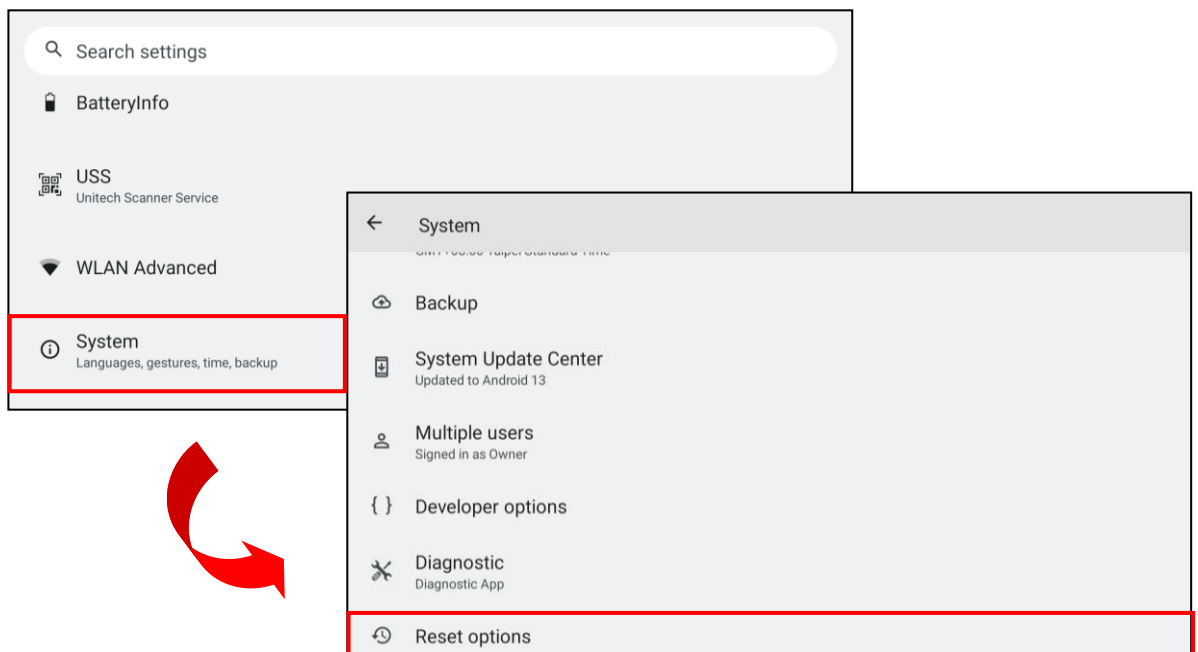 Search settings
BatteryInfo
USS
Unitech Scanner Service
WLAN Advanced
System
Languages, gestures, time, backup
System
Backup
System Update Center
Updated to Android 13
Multiple users
Signed in as Owner
{ } Developer options
Diagnostic
Diagnostic App
Reset options